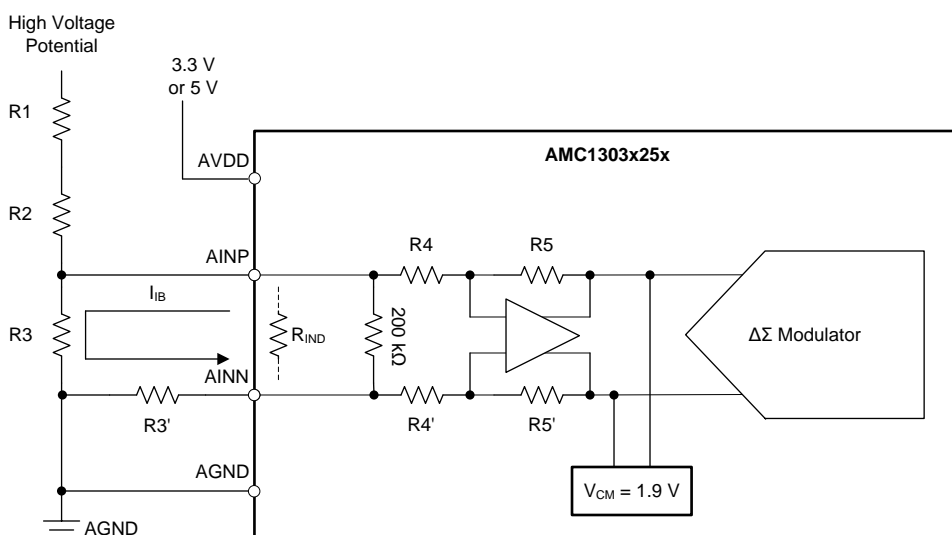 High Voltage
Potential
3.3 V
or 5 V
R1
AVDD
AMC1303x25x
R2
AINP
R4
R5
I_IB
R3
R_IND
200 kΩ
ΔΣ Modulator
AINN
R3'
R4'
R5'
AGND
V_CM = 1.9 V
AGND